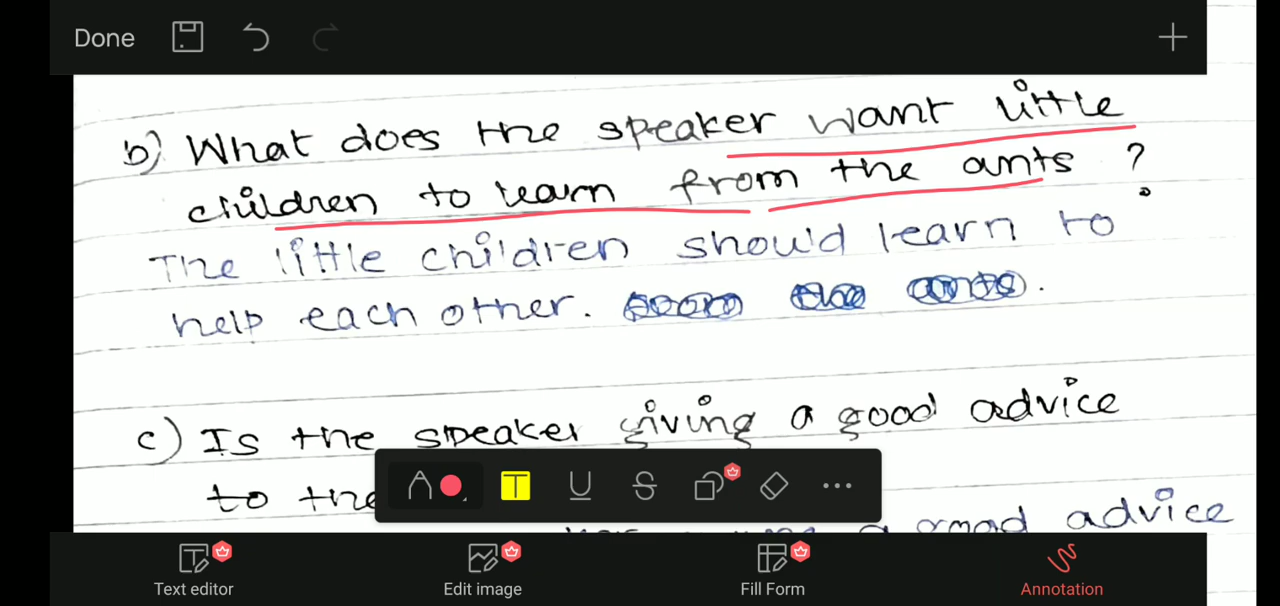 Done
b) What does the speaker want little
children to learn from the ants ?
The little children should learn to
help each other.
c) Is the speaker giving a good advice
to the
a good advice
Text editor
Edit image
Fill Form
Annotation